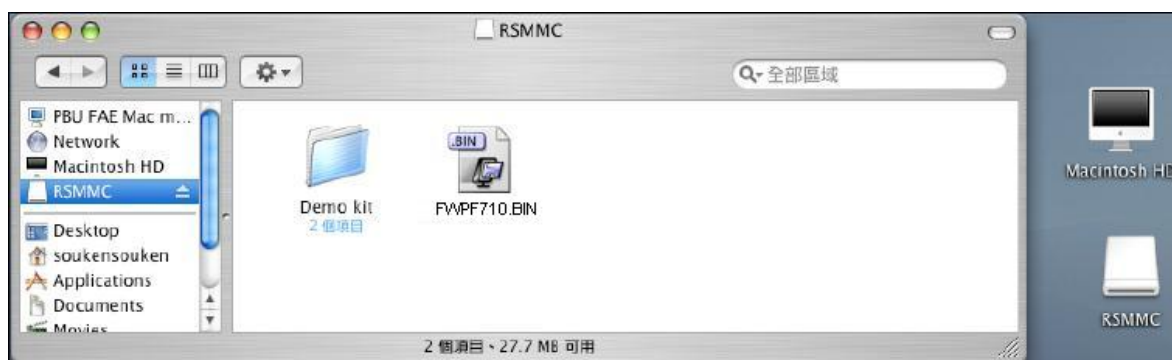 RSMMC
全部區域
PBU FAE Mac m...
Network
Macintosh HD
RSMMC
Desktop
soukensouken
Applications
Documents
Movies
.BIN
Demo kit
2 個項目
FWPF710.BIN
2 個項目、27.7 MB 可用
Macintosh HD
RSMMC